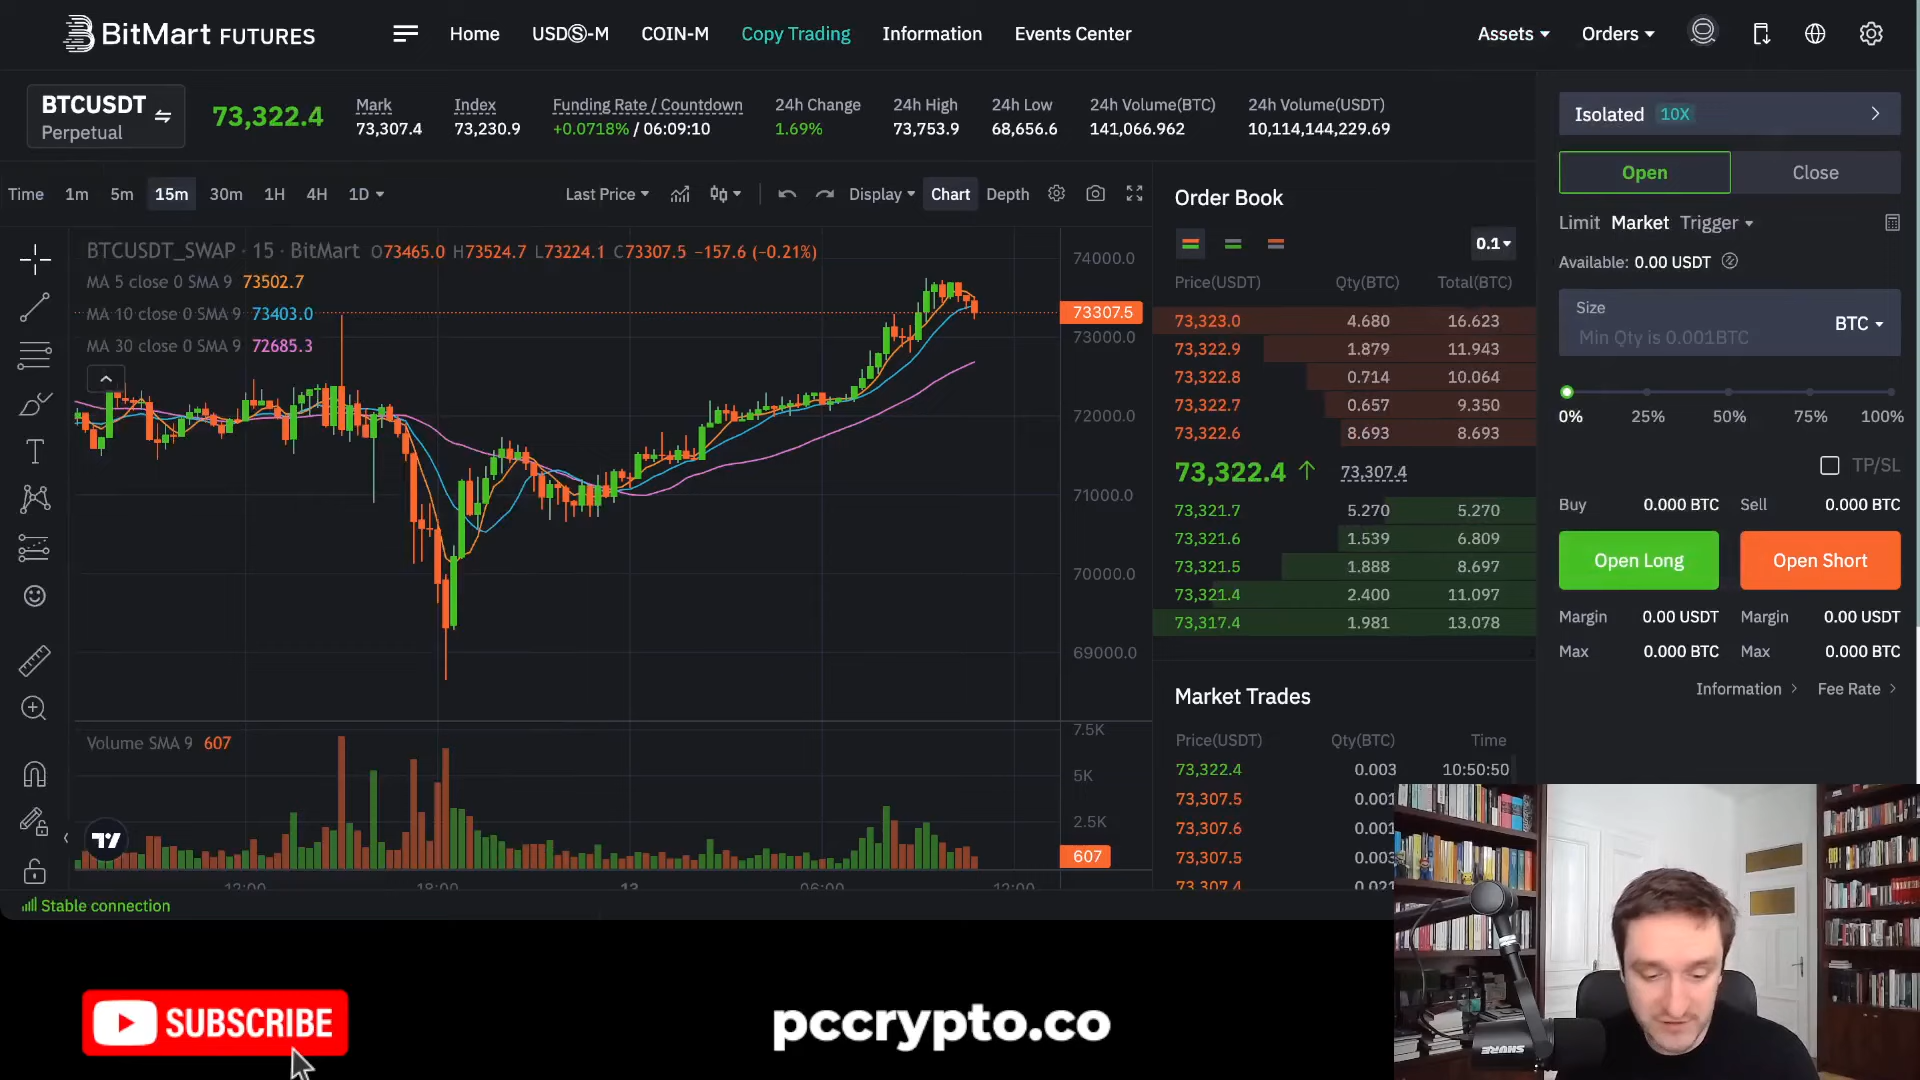 BitMart FUTURES
Home USDⓈ-M COIN-M Copy Trading Information Events Center
Assets Orders
BTCUSDT
Perpetual
73,322.4
Mark
73,307.4
Index
73,230.9
Funding Rate / Countdown
+0.0718% / 06:09:10
24h Change
1.69%
24h High
73,753.9
24h Low
68,656.6
24h Volume(BTC)
141,066.962
24h Volume(USDT)
10,114,144,229.69
Isolated 10X
Open Close
Limit Market Trigger
Available: 0.00 USDT
Size
Min Qty is 0.001BTC
BTC
0% 25% 50% 75% 100%
TP/SL
Buy 0.000 BTC Sell 0.000 BTC
Open Long Open Short
Margin 0.00 USDT Margin 0.00 USDT
Max 0.000 BTC Max 0.000 BTC
Information Fee Rate
Time 1m 5m 15m 30m 1H 4H 1D
Last Price Display Chart Depth
BTCUSDT_SWAP · 15 · BitMart O73465.0 H73524.7 L73224.1 C73307.5 −157.6 (−0.21%)
MA 5 close 0 SMA 9 73502.7
MA 10 close 0 SMA 9 73403.0
MA 30 close 0 SMA 9 72685.3
74000.0
73307.5
73000.0
72000.0
71000.0
70000.0
69000.0
Volume SMA 9 607
7.5K
5K
2.5K
607
12:00 18:00 13 06:00 12:00
Stable connection
Order Book
0.1
Price(USDT) Qty(BTC) Total(BTC)
73,323.0 4.680 16.623
73,322.9 1.879 11.943
73,322.8 0.714 10.064
73,322.7 0.657 9.350
73,322.6 8.693 8.693
73,322.4 73,307.4
73,321.7 5.270 5.270
73,321.6 1.539 6.809
73,321.5 1.888 8.697
73,321.4 2.400 11.097
73,317.4 1.981 13.078
Market Trades
Price(USDT) Qty(BTC) Time
73,322.4 0.003 10:50:50
73,307.5 0.001
73,307.6 0.001
73,307.5 0.003
73,307.4 0.021
SUBSCRIBE
pccrypto.co
SHURE